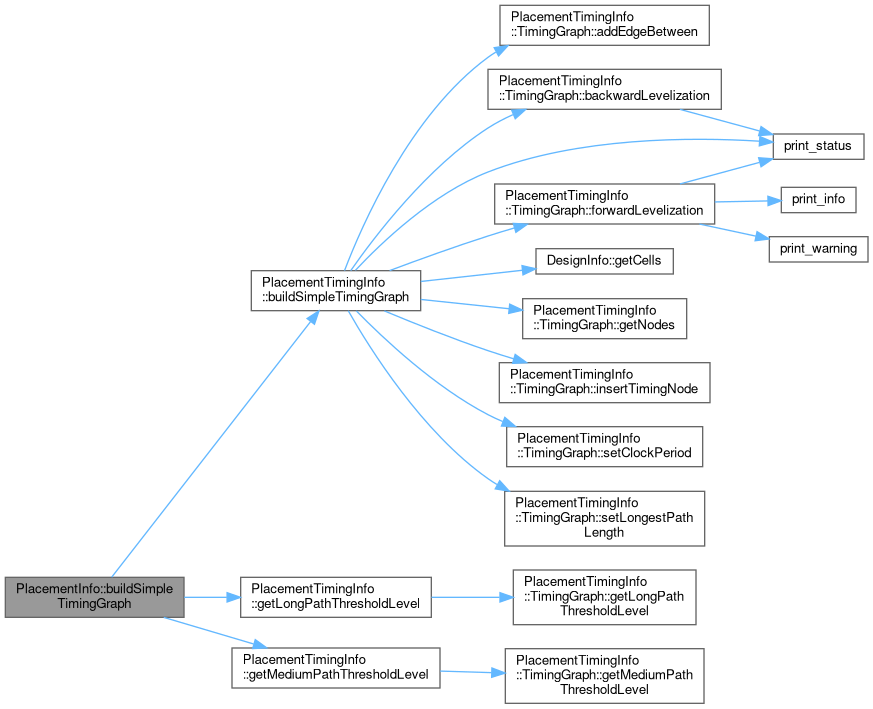 PlacementTimingInfo
::TimingGraph::addEdgeBetween
PlacementTimingInfo
::TimingGraph::backwardLevelization
print_status
PlacementTimingInfo
::TimingGraph::forwardLevelization
print_info
print_warning
DesignInfo::getCells
PlacementTimingInfo
::buildSimpleTimingGraph
PlacementTimingInfo
::TimingGraph::getNodes
PlacementTimingInfo
::TimingGraph::insertTimingNode
PlacementTimingInfo
::TimingGraph::setClockPeriod
PlacementTimingInfo
::TimingGraph::setLongestPath
Length
PlacementInfo::buildSimple
TimingGraph
PlacementTimingInfo
::getLongPathThresholdLevel
PlacementTimingInfo
::TimingGraph::getLongPath
ThresholdLevel
PlacementTimingInfo
::getMediumPathThresholdLevel
PlacementTimingInfo
::TimingGraph::getMediumPath
ThresholdLevel